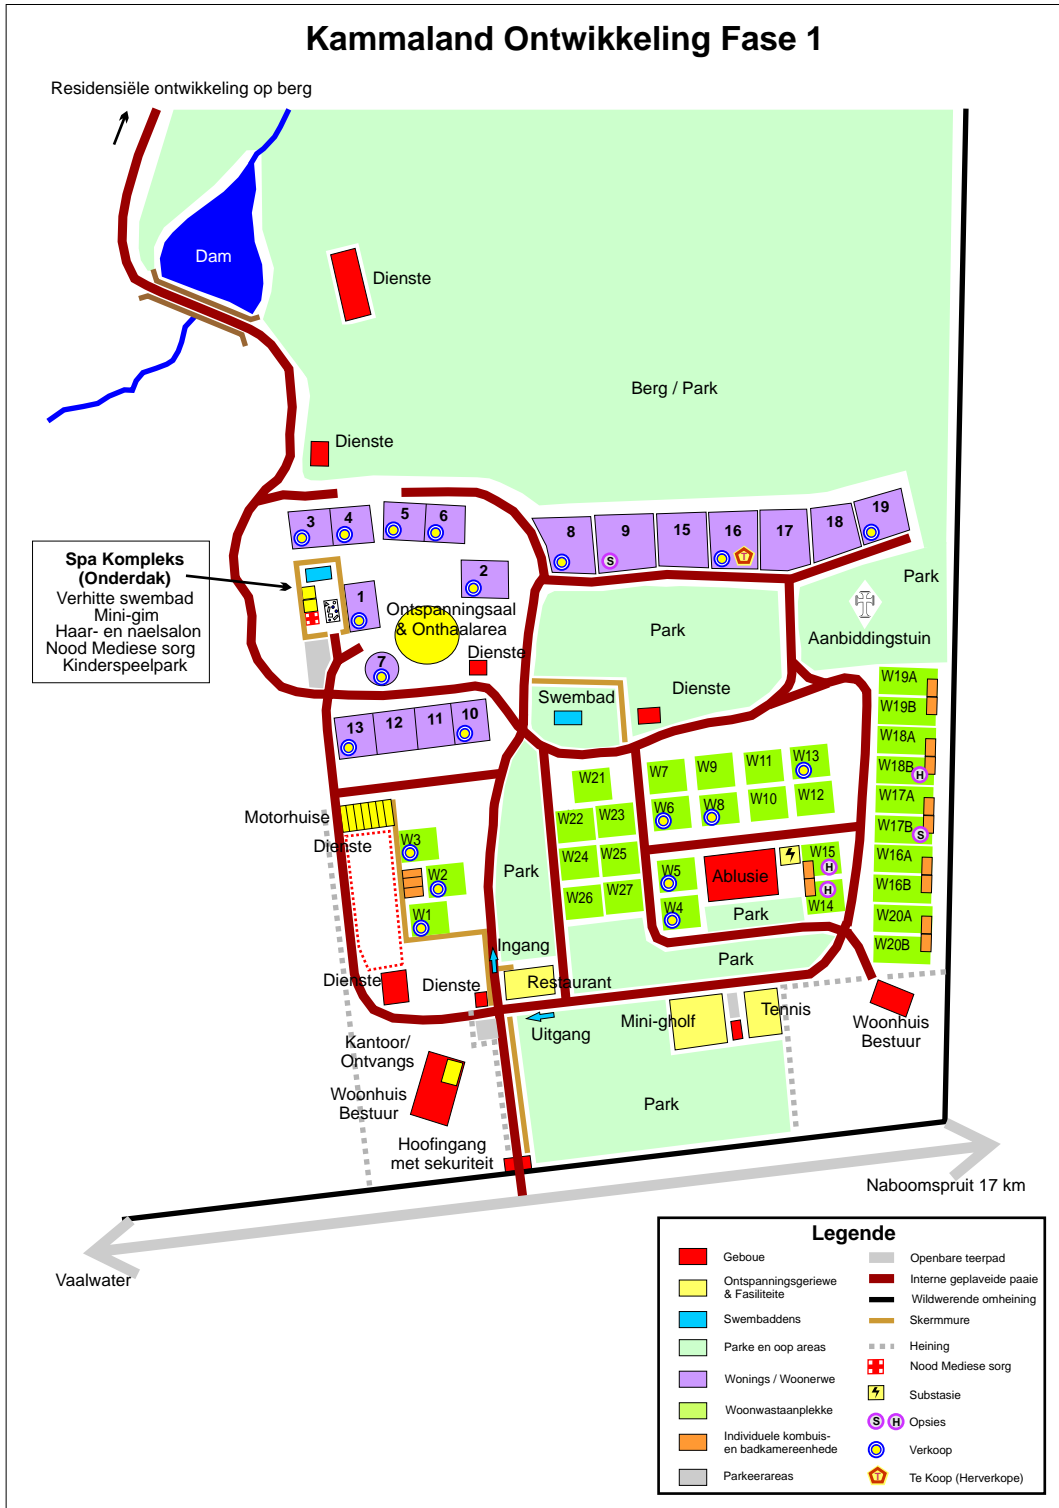 Kammaland Ontwikkeling Fase 1
Residensiële ontwikkeling op berg
Dam
Dienste
Berg / Park
Dienste
3
4
5
6
8
9
S
15
16
T
17
18
19
Spa Kompleks
(Onderdak)
Verhitte swembad
Mini-gim
Haar- en naelsalon
Nood Mediese sorg
Kinderspeelpark
1
2
Ontspanningsaal
& Onthaalarea
7
Dienste
Park
Park
Aanbiddingstuin
Swembad
Dienste
13
12
11
10
W19A
W19B
W18A
W18B
H
W17A
W17B
S
W16A
W16B
W20A
W20B
W21
W22
W23
W24
W25
W26
W27
W7
W9
W11
W13
W6
W8
W10
W12
Motorhuise
Dienste
W3
W2
W1
Park
W5
W4
Ablusie
W15
H
H
W14
Park
Park
Ingang
Dienste
Dienste
Restaurant
Uitgang
Mini-gholf
Tennis
Woonhuis
Bestuur
Kantoor/
Ontvangs
Woonhuis
Bestuur
Park
Hoofingang
met sekuriteit
Naboomspruit 17 km
Vaalwater
Legende
Geboue
Ontspanningsgeriewe
& Fasiliteite
Swembaddens
Parke en oop areas
Wonings / Woonerwe
Woonwastaanplekke
Individuele kombuis-
en badkamereenhede
Parkeerareas
Openbare teerpad
Interne geplaveide paaie
Wildwerende omheining
Skermmure
Heining
Nood Mediese sorg
Substasie
S H Opsies
Verkoop
T Te Koop (Herverkope)